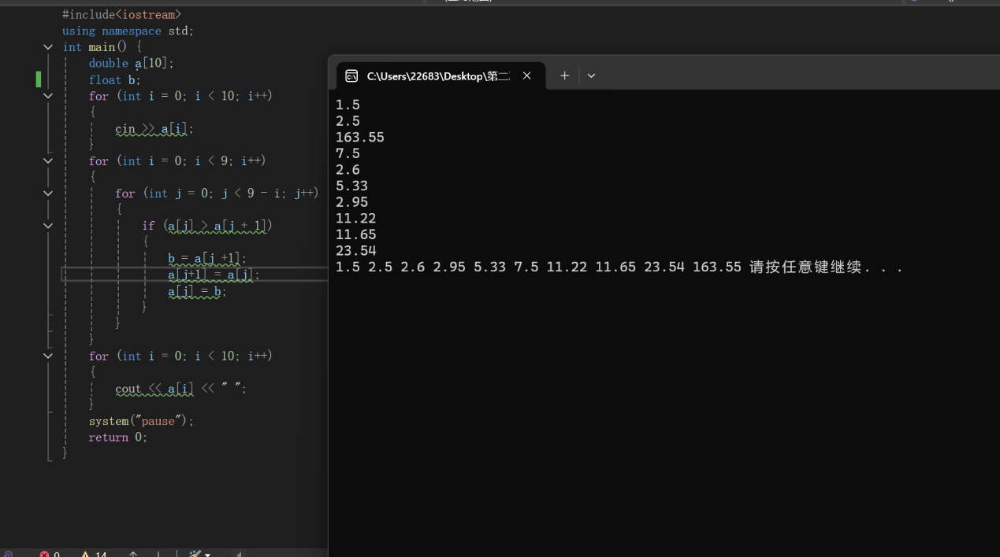 #include<iostream>
using namespace std;
int main() {
double a[10];
float b;
for (int i = 0; i < 10; i++)
{
cin >> a[i];
}
for (int i = 0; i < 9; i++)
{
for (int j = 0; j < 9 - i; j++)
{
if (a[j] > a[j + 1])
{
b = a[j +1];
a[j+1] = a[j];
a[j] = b;
}
}
}
for (int i = 0; i < 10; i++)
{
cout << a[i] << " ";
}
system("pause");
return 0;
}
0 14
C:\Users\22683\Desktop\第二
1.5
2.5
163.55
7.5
2.6
5.33
2.95
11.22
11.65
23.54
1.5 2.5 2.6 2.95 5.33 7.5 11.22 11.65 23.54 163.55 请按任意键继续. . .